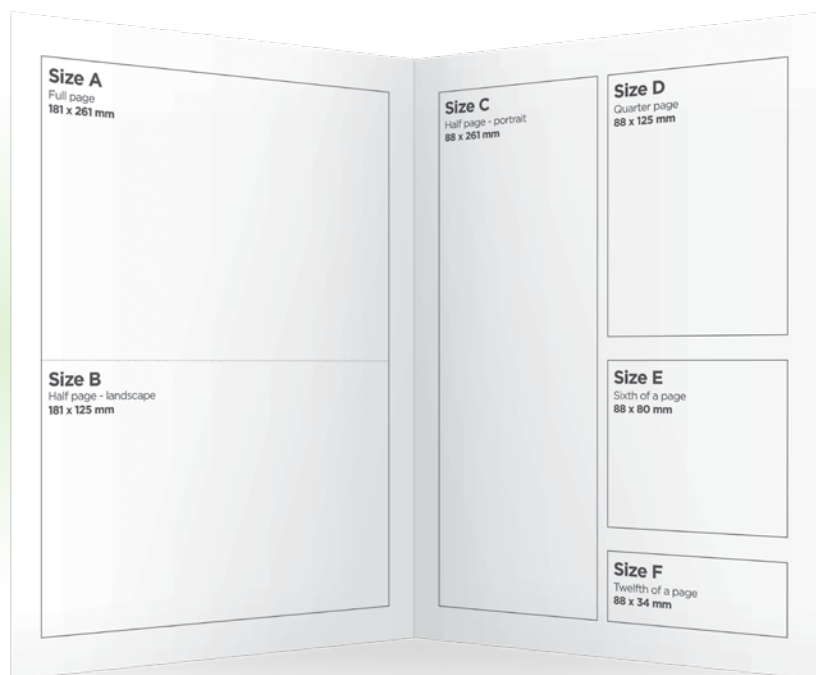 Size A
Full page
181 x 261 mm
Size B
Half page - landscape
181 x 125 mm
Size C
Half page - portrait
88 x 261 mm
Size D
Quarter page
88 x 125 mm
Size E
Sixth of a page
88 x 80 mm
Size F
Twelfth of a page
88 x 34 mm